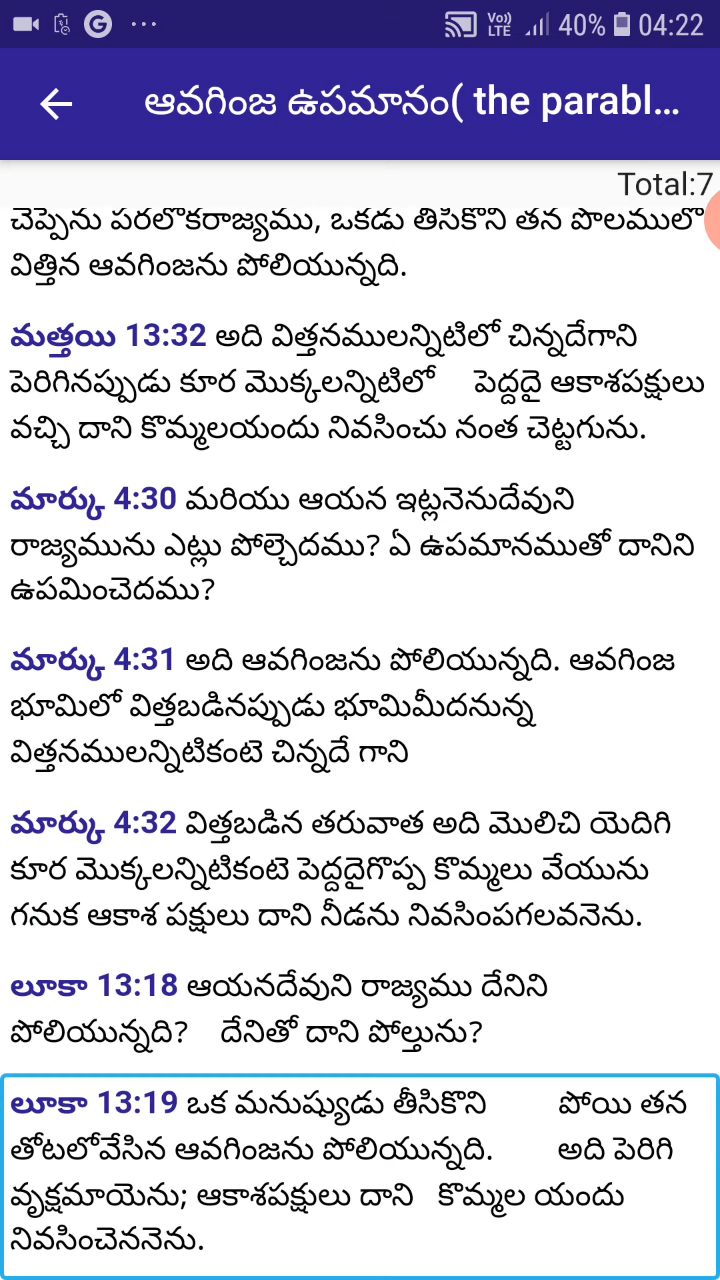 Vo)) LTE 40% 04:22
ఆవగింజ ఉపమానం( the parabl...
Total:7
చెప్పెను పరలోకరాజ్యము, ఒకడు తిసికొని తన పొలములో
విత్తిన ఆవగింజను పోలియున్నది.
మత్తయి 13:32 అది విత్తనములన్నిటిలో చిన్నదేగాని
పెరిగినప్పుడు కూర మొక్కలన్నిటిలో పెద్దదై ఆకాశపక్షులు
వచ్చి దాని కొమ్మలయందు నివసించు నంత చెట్టగును.
మార్కు 4:30 మరియు ఆయన ఇట్లనెనుదేవుని
రాజ్యమును ఎట్లు పోల్చెదము? ఏ ఉపమానముతో దానిని
ఉపమించెదము?
మార్కు 4:31 అది ఆవగింజను పోలియున్నది. ఆవగింజ
భూమిలో విత్తబడినప్పుడు భూమిమీదనున్న
విత్తనములన్నిటికంటె చిన్నదే గాని
మార్కు 4:32 విత్తబడిన తరువాత అది మొలిచి యెదిగి
కూర మొక్కలన్నిటికంటె పెద్దదైగొప్ప కొమ్మలు వేయును
గనుక ఆకాశ పక్షులు దాని నీడను నివసింపగలవనెను.
లూకా 13:18 ఆయనదేవుని రాజ్యము దేనిని
పోలియున్నది? దేనితో దాని పోల్తును?
లూకా 13:19 ఒక మనుష్యుడు తీసికొని పోయి తన
తోటలోవేసిన ఆవగింజను పోలియున్నది. అది పెరిగి
వృక్షమాయెను; ఆకాశపక్షులు దాని కొమ్మల యందు
నివసించెననెను.